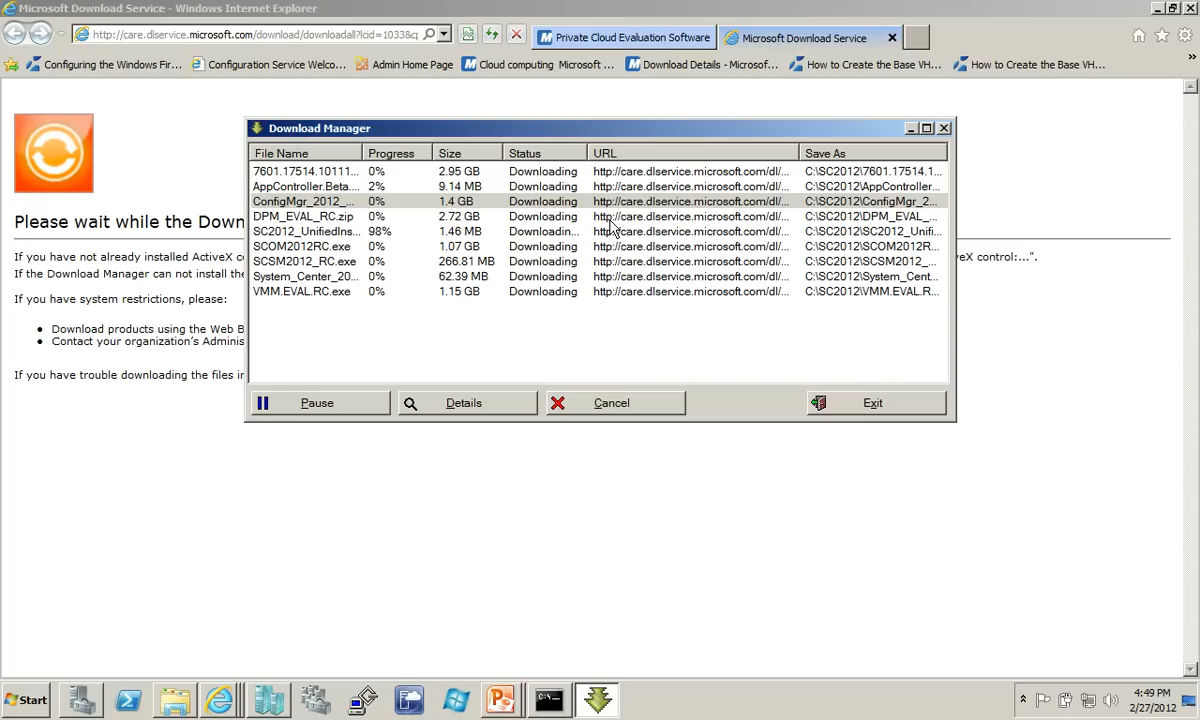 Microsoft Download Service - Windows Internet Explorer
http://care.dlservice.microsoft.com/download/downloadall?lcid=1033&cp
Private Cloud Evaluation Software
Microsoft Download Service
Configuring the Windows Fir...
Configuration Service Welco...
Admin Home Page
Cloud computing Microsoft ...
Download Details - Microsof...
How to Create the Base VH...
How to Create the Base VH...
Download Manager
File Name Progress Size Status URL Save As
7601.17514.10111... 0% 2.95 GB Downloading http://care.dlservice.microsoft.com/dl/... C:\SC2012\7601.17514.1...
AppController.Beta.... 2% 9.14 MB Downloading http://care.dlservice.microsoft.com/dl/... C:\SC2012\AppController...
ConfigMgr_2012_... 0% 1.4 GB Downloading http://care.dlservice.microsoft.com/dl/... C:\SC2012\ConfigMgr_2...
DPM_EVAL_RC.zip 0% 2.72 GB Downloading http://care.dlservice.microsoft.com/dl/... C:\SC2012\DPM_EVAL_...
SC2012_UnifiedIns... 98% 1.46 MB Downloadin... http://care.dlservice.microsoft.com/dl/... C:\SC2012\SC2012_Unifi...
SCOM2012RC.exe 0% 1.07 GB Downloading http://care.dlservice.microsoft.com/dl/... C:\SC2012\SCOM2012R...
SCSM2012_RC.exe 0% 266.81 MB Downloading http://care.dlservice.microsoft.com/dl/... C:\SC2012\SCSM2012_...
System_Center_20... 0% 62.39 MB Downloading http://care.dlservice.microsoft.com/dl/... C:\SC2012\System_Cent...
VMM.EVAL.RC.exe 0% 1.15 GB Downloading http://care.dlservice.microsoft.com/dl/... C:\SC2012\VMM.EVAL.R...
Pause Details Cancel Exit
Please wait while the Down
If you have not already installed ActiveX co
eX control:...".
If the Download Manager can not install the
If you have system restrictions, please:
• Download products using the Web B
• Contact your organization's Adminis
If you have trouble downloading the files in
Start
4:49 PM
2/27/2012